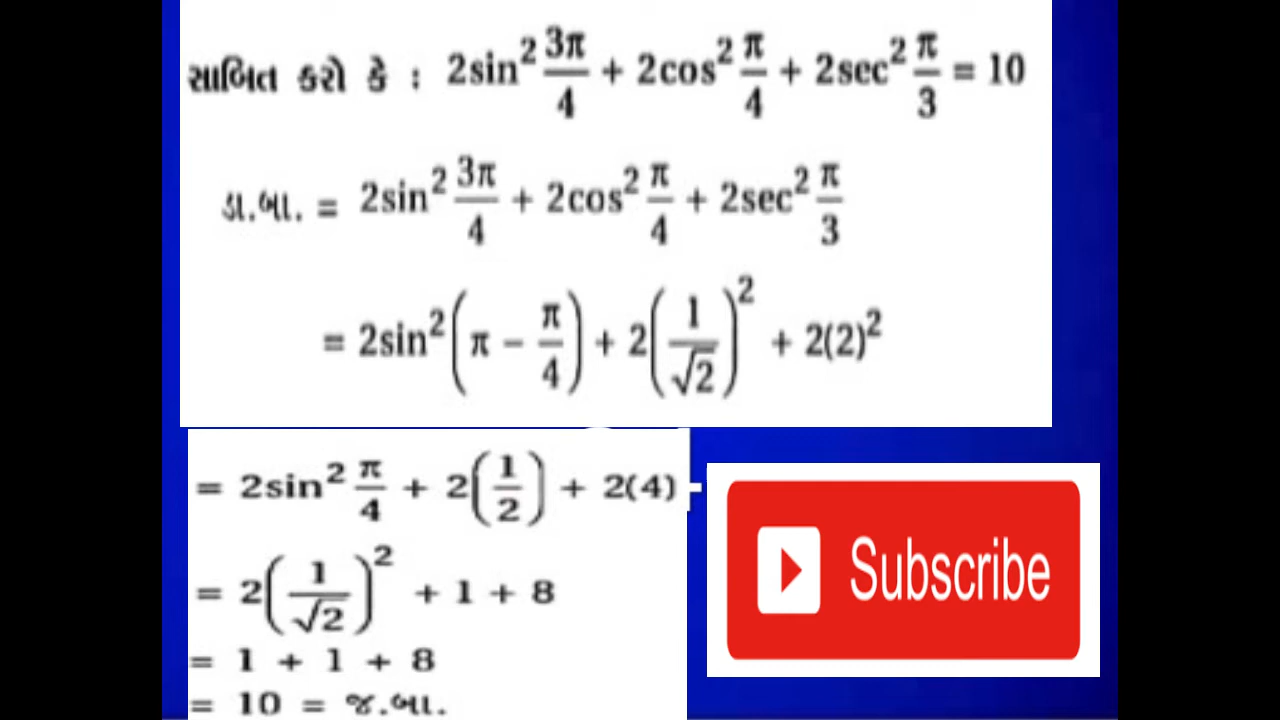 સાબિત કરો કે : 2sin² 3π/4 + 2cos² π/4 + 2sec² π/3 = 10
ડા.બા. = 2sin² 3π/4 + 2cos² π/4 + 2sec² π/3
= 2sin² (π − π/4) + 2(1/√2)² + 2(2)²
= 2sin² π/4 + 2(1/2) + 2(4)
= 2(1/√2)² + 1 + 8
= 1 + 1 + 8
= 10 = જ.બા.
Subscribe